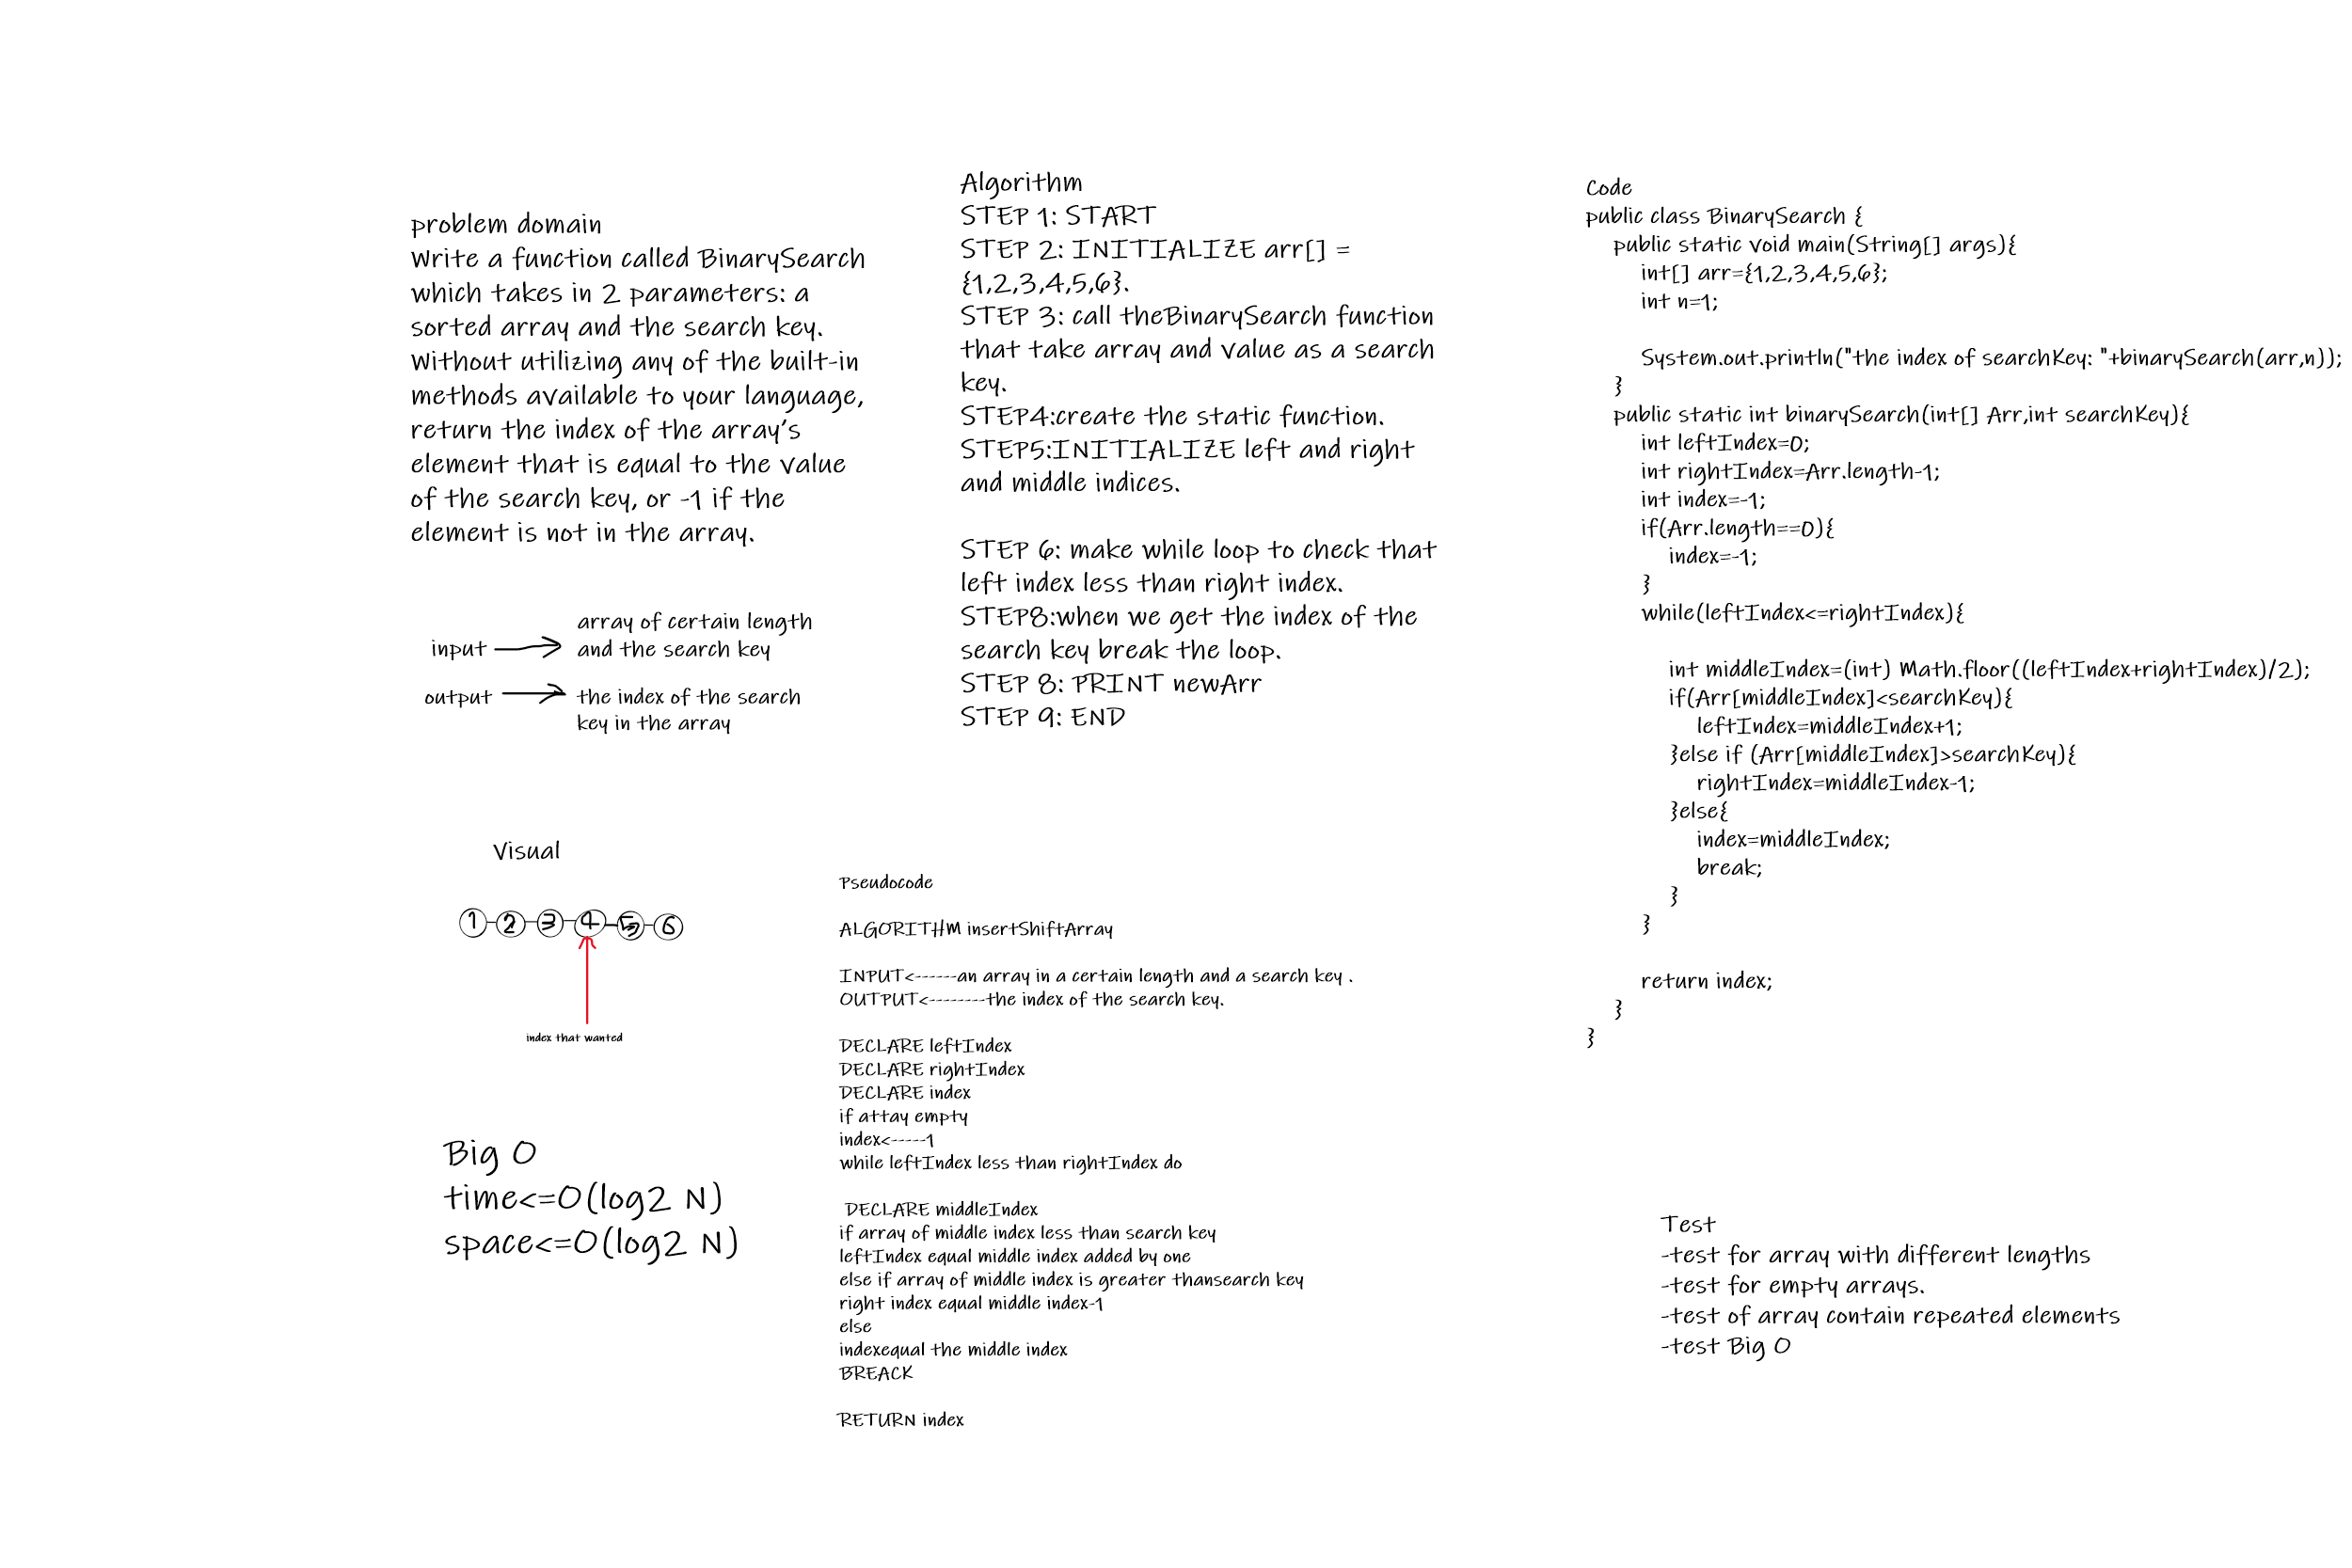 problem domain
Write a function called BinarySearch
which takes in 2 parameters: a
sorted array and the search key.
Without utilizing any of the built-in
methods available to your language,
return the index of the array's
element that is equal to the value
of the search key, or -1 if the
element is not in the array.
input
array of certain length
and the search key
output
the index of the search
key in the array
Algorithm
STEP 1: START
STEP 2: INITIALIZE arr[] =
{1,2,3,4,5,6}.
STEP 3: call theBinarySearch function
that take array and value as a search
key.
STEP4:create the static function.
STEP5:INITIALIZE left and right
and middle indices.
STEP 6: make while loop to check that
left index less than right index.
STEP8:when we get the index of the
search key break the loop.
STEP 8: PRINT newArr
STEP 9: END
Code
public class BinarySearch {
public static void main(String[] args){
int[] arr={1,2,3,4,5,6};
int n=1;
System.out.println("the index of searchKey: "+binarySearch(arr,n));
}
public static int binarySearch(int[] Arr,int searchKey){
int leftIndex=0;
int rightIndex=Arr.length-1;
int index=-1;
if(Arr.length==0){
index=-1;
}
while(leftIndex<=rightIndex){
int middleIndex=(int) Math.floor((leftIndex+rightIndex)/2);
if(Arr[middleIndex]<searchKey){
leftIndex=middleIndex+1;
}else if (Arr[middleIndex]>searchKey){
rightIndex=middleIndex-1;
}else{
index=middleIndex;
break;
}
}
return index;
}
}
Visual
1 2 3 4 5 6
index that wanted
Big O
time<=O(log2 N)
space<=O(log2 N)
Pseudocode
ALGORITHM insertShiftArray
INPUT<------an array in a certain length and a search key .
OUTPUT<--------the index of the search key.
DECLARE leftIndex
DECLARE rightIndex
DECLARE index
if attay empty
index<-----1
while leftIndex less than rightIndex do
DECLARE middleIndex
if array of middle index less than search key
leftIndex equal middle index added by one
else if array of middle index is greater thansearch key
right index equal middle index-1
else
indexequal the middle index
BREACK
RETURN index
Test
-test for array with different lengths
-test for empty arrays.
-test of array contain repeated elements
-test Big O